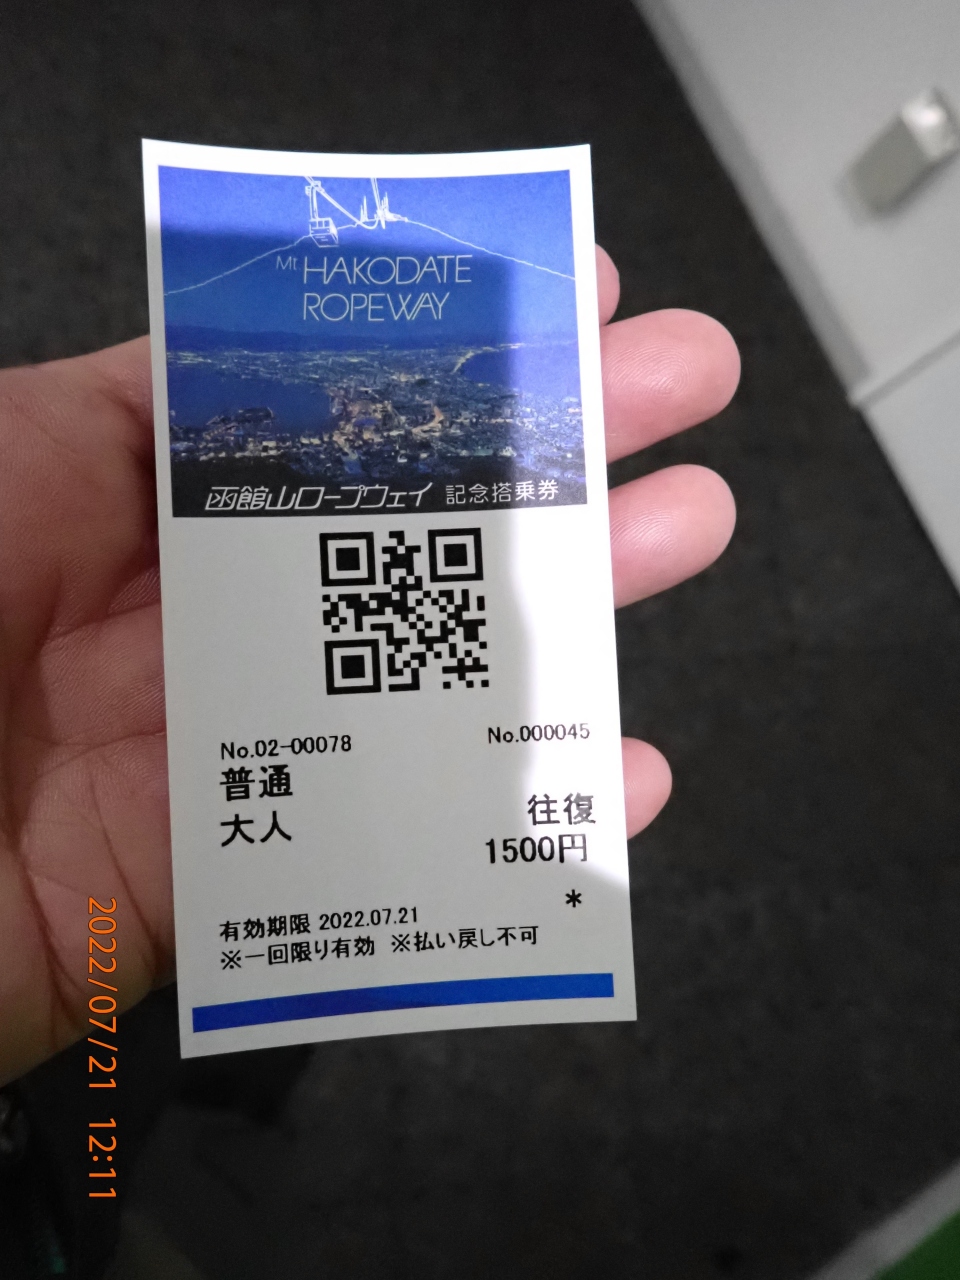 Mt HAKODATE
ROPEWAY
函館山ロープウェイ 記念搭乗券
No.02-00078 No.000045
普通
大人 往復
1500円
*
有効期限 2022.07.21
※一回限り有効 ※払い戻し不可
2022/07/21 12:11